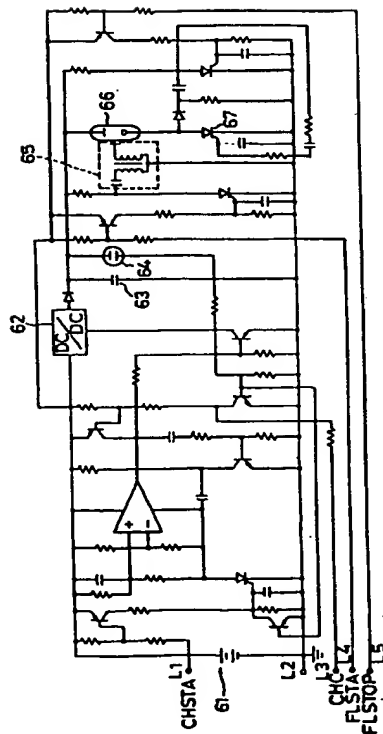 62
DC/DC
63
64
65
66
67
+
−
CHSTA L1
61
L2
L3
CHC
L4
FLSTA
FLSTOP L5